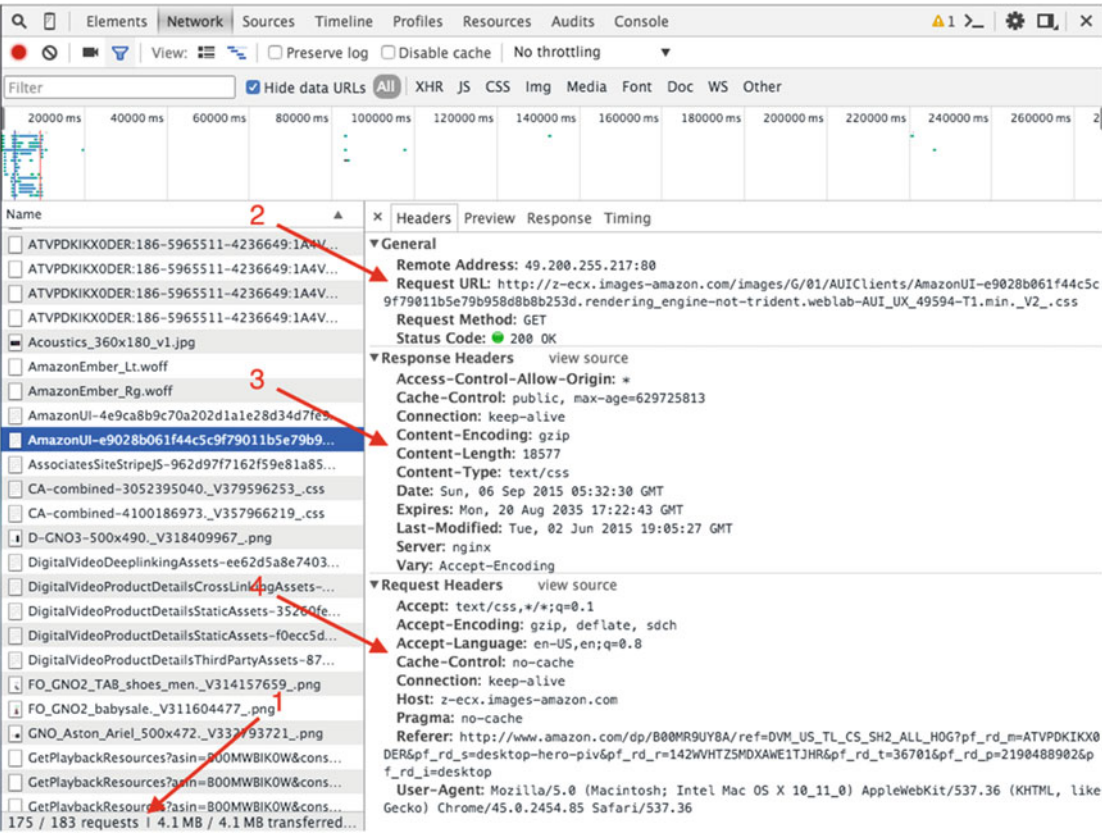 Elements Network Sources Timeline Profiles Resources Audits Console 1
View: Preserve log Disable cache No throttling
Filter Hide data URLs All XHR JS CSS Img Media Font Doc WS Other
20000 ms 40000 ms 60000 ms 80000 ms 100000 ms 120000 ms 140000 ms 160000 ms 180000 ms 200000 ms 220000 ms 240000 ms 260000 ms 2
Name
2
ATVPDKIKX0DER:186-5965511-4236649:1A4V...
ATVPDKIKX0DER:186-5965511-4236649:1A4V...
ATVPDKIKX0DER:186-5965511-4236649:1A4V...
ATVPDKIKX0DER:186-5965511-4236649:1A4V...
Acoustics_360x180_v1.jpg
AmazonEmber_Lt.woff
3
AmazonEmber_Rg.woff
AmazonUI-4e9ca8b9c70a202d1a1e28d34d7fe9...
AmazonUI-e9028b061f44c5c9f79011b5e79b9...
AssociatesSiteStripeJS-962d97f7162f59e81a85...
CA-combined-3052395040._V379596253_.css
CA-combined-4100186973._V357966219_.css
D-GNO3-500x490._V318409967_.png
DigitalVideoDeeplinkingAssets-ee62d5a8e7403...
4
DigitalVideoProductDetailsCrossLinkingAssets-...
DigitalVideoProductDetailsStaticAssets-35260fe...
DigitalVideoProductDetailsStaticAssets-f0ecc5d...
DigitalVideoProductDetailsThirdPartyAssets-87...
FO_GNO2_TAB_shoes_men._V314157659_.png
1
FO_GNO2_babysale._V311604477_.png
GNO_Aston_Ariel_500x472._V332793721_.png
GetPlaybackResources?asin=B00MWBIK0W&cons...
GetPlaybackResources?asin=B00MWBIK0W&cons...
GetPlaybackResources?asin=B00MWBIK0W&cons...
175 / 183 requests | 4.1 MB / 4.1 MB transferred...
× Headers Preview Response Timing
General
Remote Address: 49.200.255.217:80
Request URL: http://z-ecx.images-amazon.com/images/G/01/AUIClients/AmazonUI-e9028b061f44c5c
9f79011b5e79b958d8b8b253d.rendering_engine-not-trident.weblab-AUI_UX_49594-T1.min._V2_.css
Request Method: GET
Status Code: 200 OK
Response Headers view source
Access-Control-Allow-Origin: *
Cache-Control: public, max-age=629725813
Connection: keep-alive
Content-Encoding: gzip
Content-Length: 18577
Content-Type: text/css
Date: Sun, 06 Sep 2015 05:32:30 GMT
Expires: Mon, 20 Aug 2035 17:22:43 GMT
Last-Modified: Tue, 02 Jun 2015 19:05:27 GMT
Server: nginx
Vary: Accept-Encoding
Request Headers view source
Accept: text/css,*/*;q=0.1
Accept-Encoding: gzip, deflate, sdch
Accept-Language: en-US,en;q=0.8
Cache-Control: no-cache
Connection: keep-alive
Host: z-ecx.images-amazon.com
Pragma: no-cache
Referer: http://www.amazon.com/dp/B00MR9UY8A/ref=DVM_US_TL_CS_SH2_ALL_HOG?pf_rd_m=ATVPDKIKX0
DER&pf_rd_s=desktop-hero-piv&pf_rd_r=142WVHTZ5MDXAWE1TJHR&pf_rd_t=36701&pf_rd_p=2190488902&p
f_rd_i=desktop
User-Agent: Mozilla/5.0 (Macintosh; Intel Mac OS X 10_11_0) AppleWebKit/537.36 (KHTML, like
Gecko) Chrome/45.0.2454.85 Safari/537.36